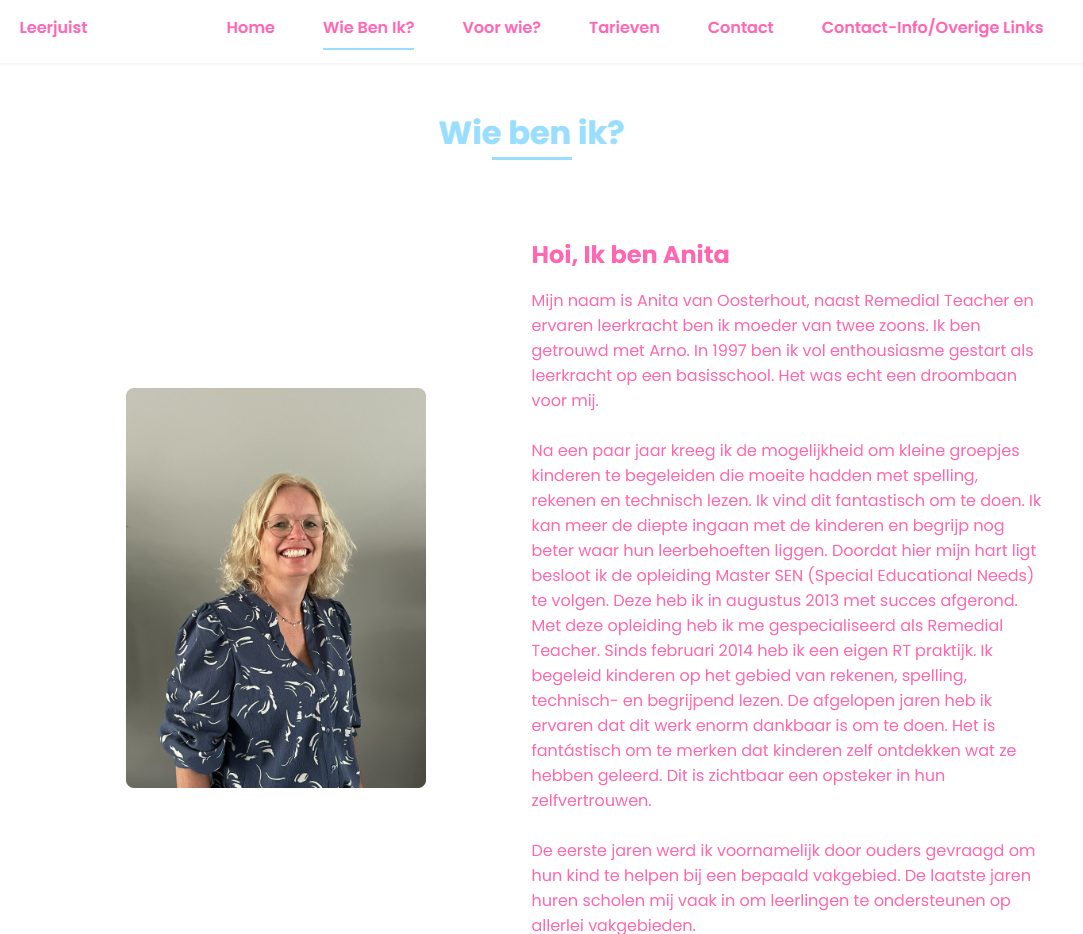 Leerjuist
Home
Wie Ben Ik?
Voor wie?
Tarieven
Contact
Contact-Info/Overige Links
Wie ben ik?
Hoi, Ik ben Anita
Mijn naam is Anita van Oosterhout, naast Remedial Teacher en
ervaren leerkracht ben ik moeder van twee zoons. Ik ben
getrouwd met Arno. In 1997 ben ik vol enthousiasme gestart als
leerkracht op een basisschool. Het was echt een droombaan
voor mij.
Na een paar jaar kreeg ik de mogelijkheid om kleine groepjes
kinderen te begeleiden die moeite hadden met spelling,
rekenen en technisch lezen. Ik vind dit fantastisch om te doen. Ik
kan meer de diepte ingaan met de kinderen en begrijp nog
beter waar hun leerbehoeften liggen. Doordat hier mijn hart ligt
besloot ik de opleiding Master SEN (Special Educational Needs)
te volgen. Deze heb ik in augustus 2013 met succes afgerond.
Met deze opleiding heb ik me gespecialiseerd als Remedial
Teacher. Sinds februari 2014 heb ik een eigen RT praktijk. Ik
begeleid kinderen op het gebied van rekenen, spelling,
technisch- en begrijpend lezen. De afgelopen jaren heb ik
ervaren dat dit werk enorm dankbaar is om te doen. Het is
fantástisch om te merken dat kinderen zelf ontdekken wat ze
hebben geleerd. Dit is zichtbaar een opsteker in hun
zelfvertrouwen.
De eerste jaren werd ik voornamelijk door ouders gevraagd om
hun kind te helpen bij een bepaald vakgebied. De laatste jaren
huren scholen mij vaak in om leerlingen te ondersteunen op
allerlei vakgebieden.